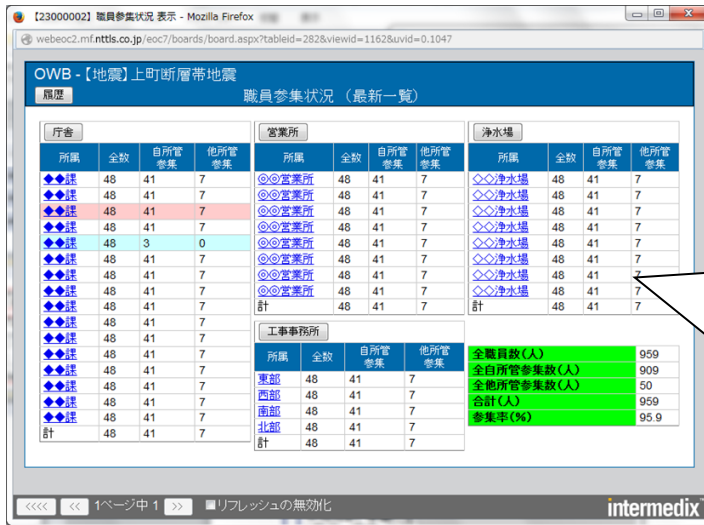 【23000002】職員参集状況 表示 - Mozilla Firefox
webeoc2.mf.nttls.co.jp/eoc7/boards/board.aspx?tableid=282&viewid=1162&uvid=0.1047
OWB -【地震】上町断層帯地震
履歴 職員参集状況 (最新一覧)
庁舎
所属 全数 自所管参集 他所管参集
◆◆課 48 41 7
◆◆課 48 41 7
◆◆課 48 41 7
◆◆課 48 41 7
◆◆課 48 3 0
◆◆課 48 41 7
◆◆課 48 41 7
◆◆課 48 41 7
◆◆課 48 41 7
◆◆課 48 41 7
◆◆課 48 41 7
◆◆課 48 41 7
◆◆課 48 41 7
◆◆課 48 41 7
◆◆課 48 41 7
◆◆課 48 41 7
計 48 41 7
営業所
所属 全数 自所管参集 他所管参集
◎◎営業所 48 41 7
◎◎営業所 48 41 7
◎◎営業所 48 41 7
◎◎営業所 48 41 7
◎◎営業所 48 41 7
◎◎営業所 48 41 7
◎◎営業所 48 41 7
◎◎営業所 48 41 7
計 48 41 7
工事事務所
所属 全数 自所管参集 他所管参集
東部 48 41 7
西部 48 41 7
南部 48 41 7
北部 48 41 7
計 48 41 7
浄水場
所属 全数 自所管参集 他所管参集
◇◇浄水場 48 41 7
◇◇浄水場 48 41 7
◇◇浄水場 48 41 7
◇◇浄水場 48 41 7
◇◇浄水場 48 41 7
◇◇浄水場 48 41 7
◇◇浄水場 48 41 7
◇◇浄水場 48 41 7
計 48 41 7
全職員数(人) 959
全自所管参集数(人) 909
全他所管参集数(人) 50
合計(人) 959
参集率(%) 95.9
<<<< << 1ページ中 1 >> リフレッシュの無効化 intermedix